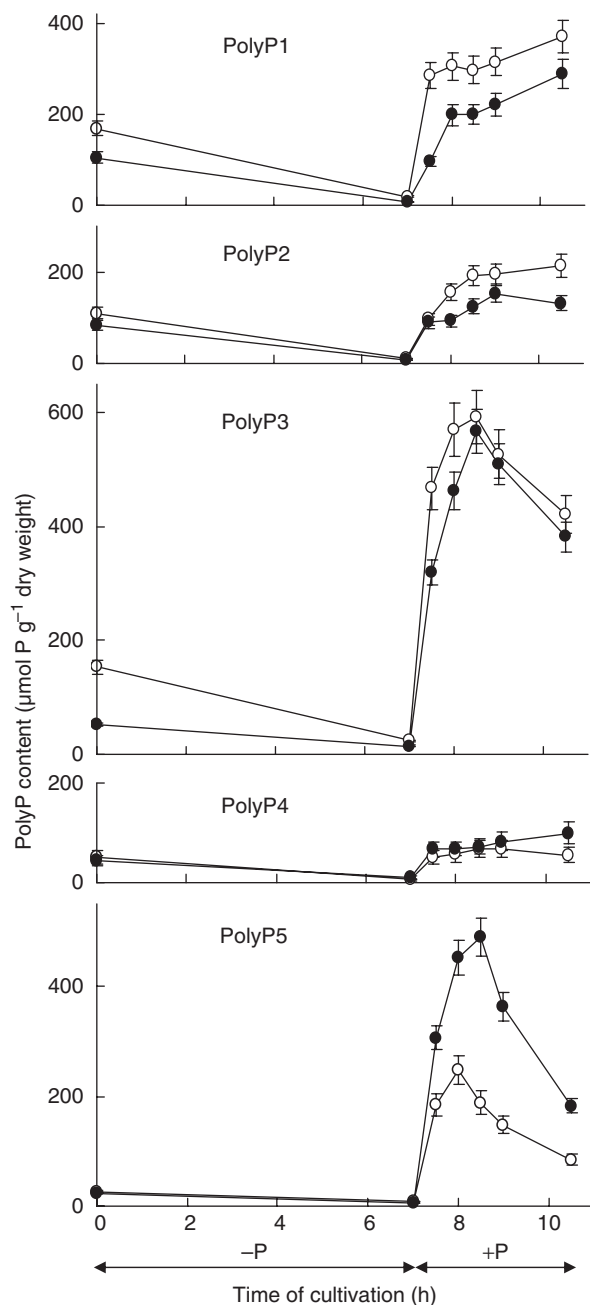 400
PolyP1
200
0
PolyP2
200
0
600
PolyP3
400
200
0
200
PolyP4
0
PolyP5
400
200
0
0 2 4 6 8 10
–P +P
Time of cultivation (h)
PolyP content (μmol P g⁻¹ dry weight)